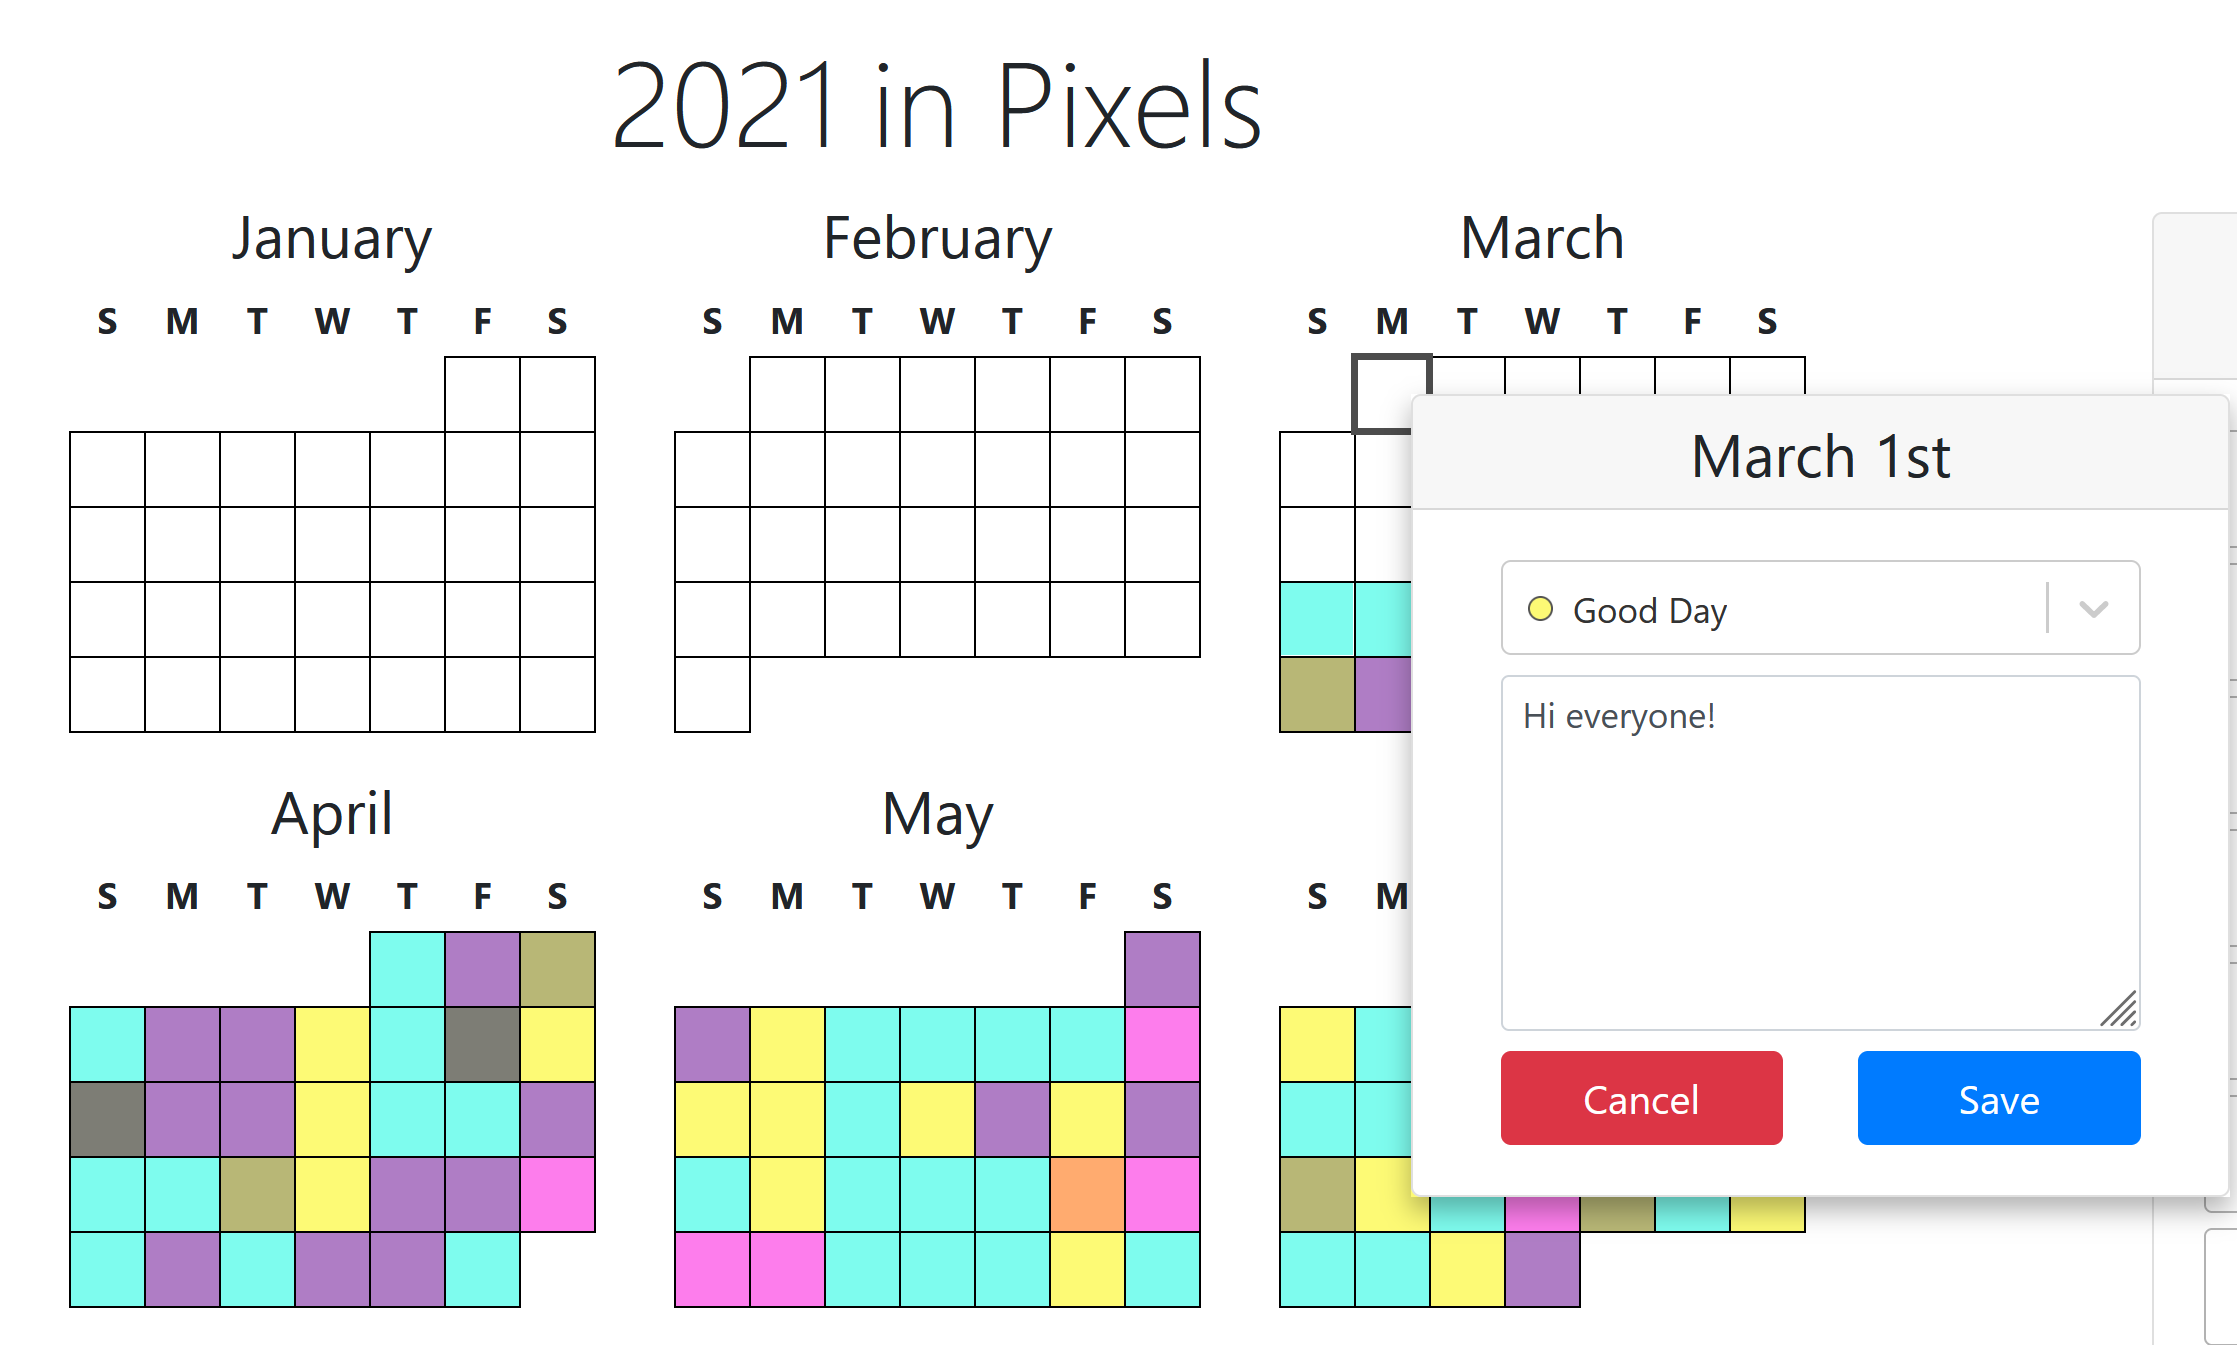 2021 in Pixels
January
February
March
S M T W T F S
S M T W T F S
S M T W T F S
March 1st
Good Day
Hi everyone!
Cancel
Save
April
May
S M T W T F S
S M T W T F S
S M